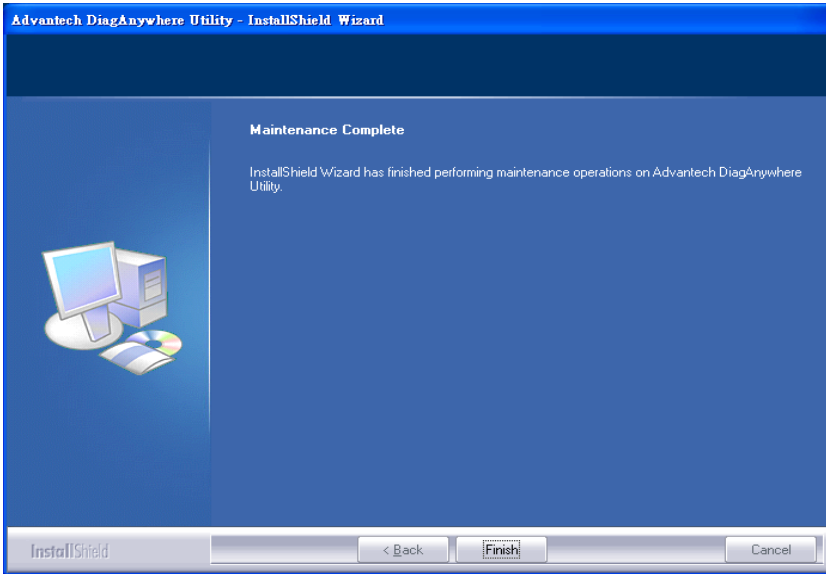 Advantech DiagAnywhere Utility - InstallShield Wizard
Maintenance Complete
InstallShield Wizard has finished performing maintenance operations on Advantech DiagAnywhere
Utility.
InstallShield
< Back
Finish
Cancel